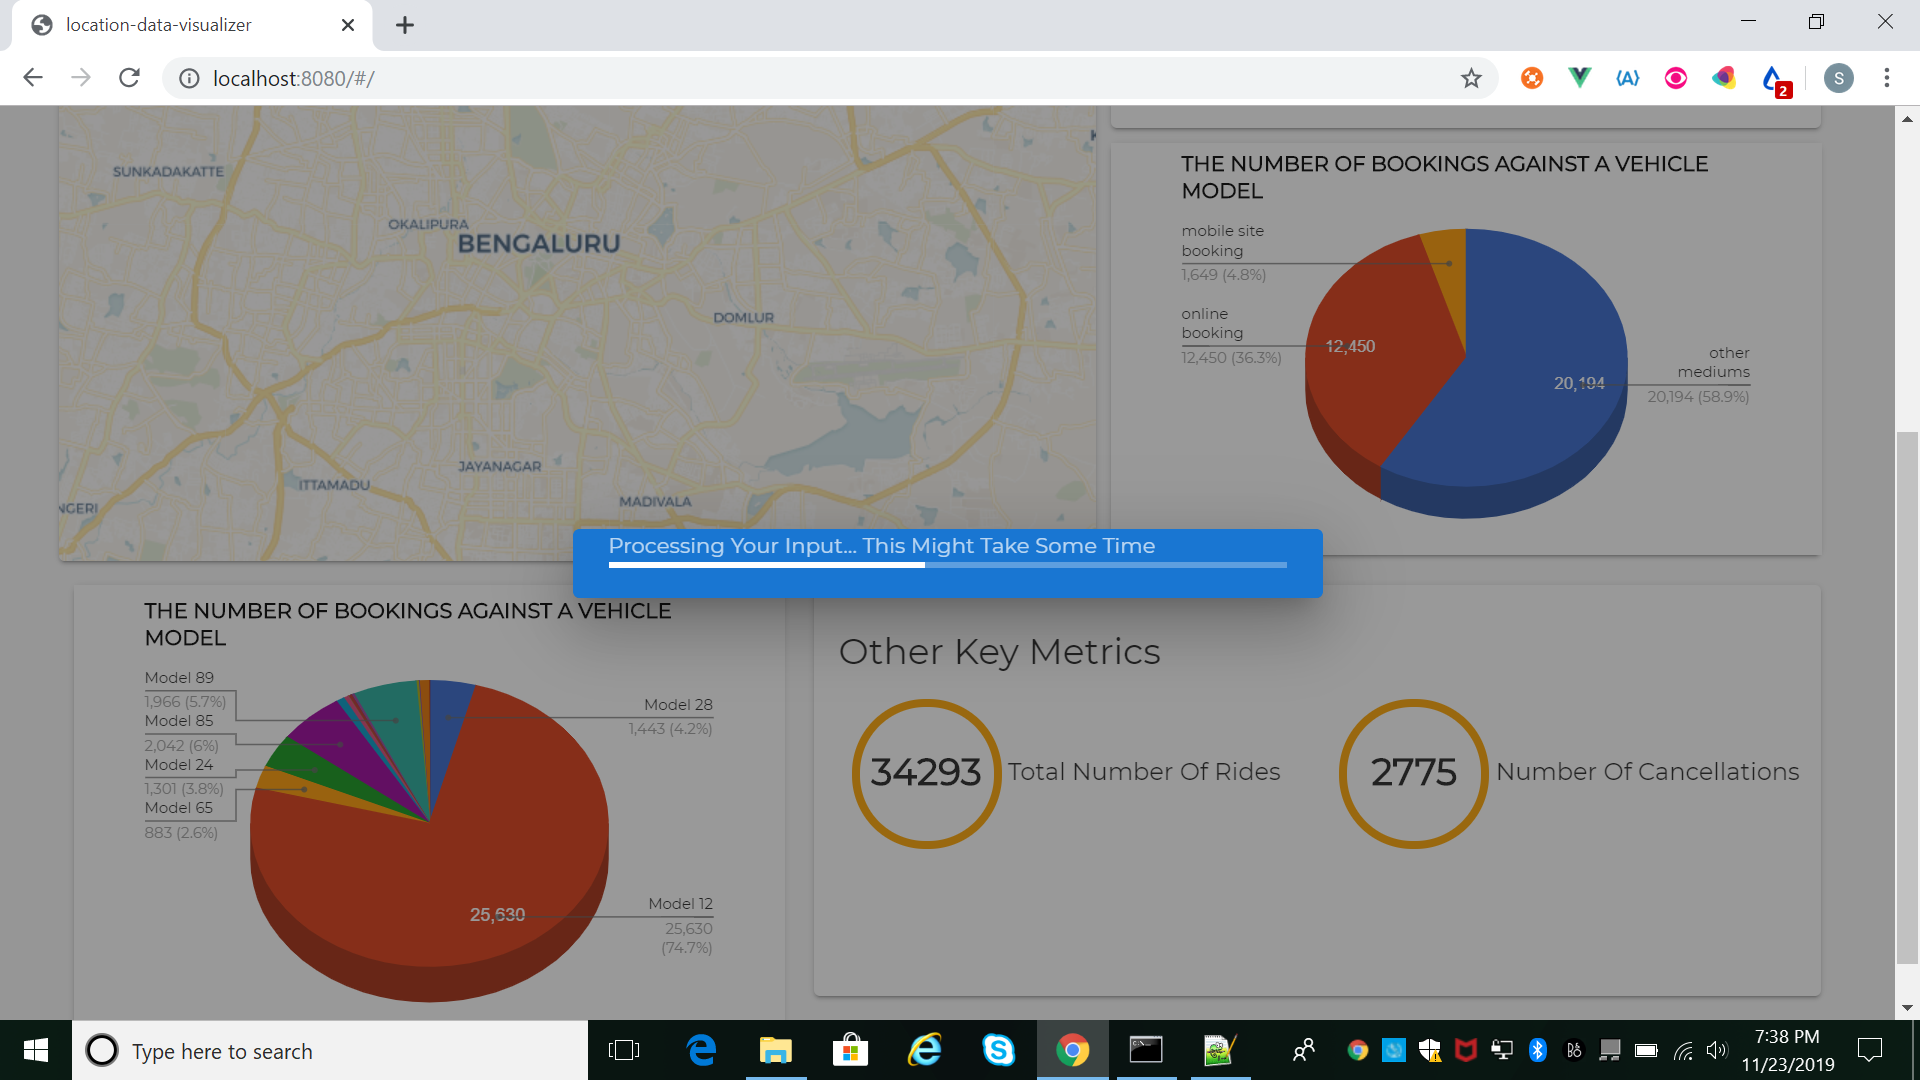 location-data-visualizer
localhost:8080/#/
S
2
SUNKADAKATTE
OKALIPURA
BENGALURU
DOMLUR
JAYANAGAR
ITTAMADU
NGERI
MADIVALA
THE NUMBER OF BOOKINGS AGAINST A VEHICLE
MODEL
mobile site
booking
1,649 (4.8%)
online
booking
12,450 (36.3%)
12,450
20,194
other
mediums
20,194 (58.9%)
Processing Your Input... This Might Take Some Time
THE NUMBER OF BOOKINGS AGAINST A VEHICLE
MODEL
Model 89
1,966 (5.7%)
Model 85
2,042 (6%)
Model 24
1,301 (3.8%)
Model 65
883 (2.6%)
Model 28
1,443 (4.2%)
25,630
Model 12
25,630
(74.7%)
Other Key Metrics
34293 Total Number Of Rides
2775 Number Of Cancellations
Type here to search
7:38 PM
11/23/2019